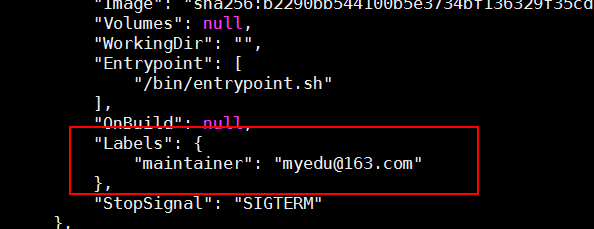 "Image": "sha256:b2290bb544100b5e3734bf136329f35cd
"Volumes": null,
"WorkingDir": "",
"Entrypoint": [
"/bin/entrypoint.sh"
],
"OnBuild": null,
"Labels": {
"maintainer": "myedu@163.com"
},
"StopSignal": "SIGTERM"
},